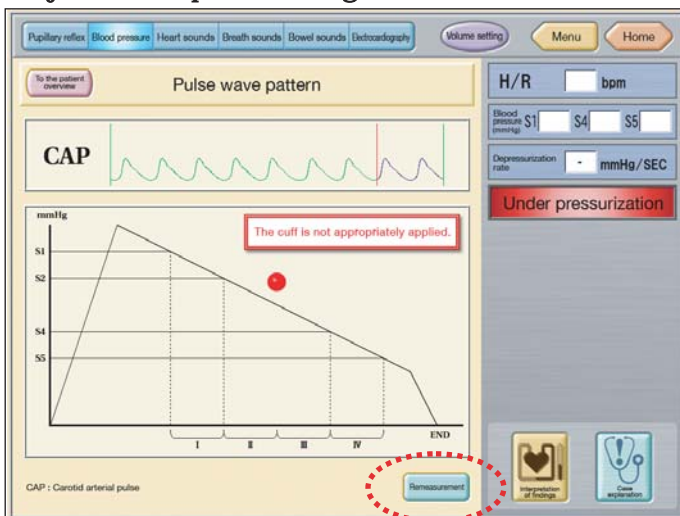 Pupillary reflex Blood pressure Heart sounds Breath sounds Bowel sounds Electrocardiography Volume setting Menu Home
To the patient
overview
Pulse wave pattern
H/R bpm
Blood
pressure
(mmHg)
S1 S4 S5
Depressurization
rate
- mmHg/SEC
Under pressurization
CAP
mmHg
The cuff is not appropriately applied.
S1
S2
S4
S5
I II III IV END
CAP : Carotid arterial pulse
Remeasurement
Interpretation
of findings
explanation